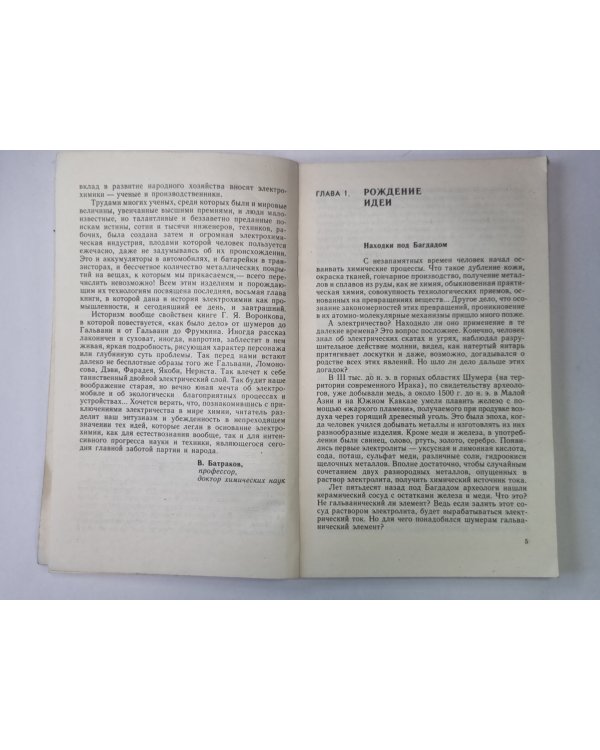 вклад в развитие народного хозяйства вносят электро-
химики — ученые и производственники.
Трудами многих ученых, среди которых были и мировые
величины, увенчанные высшими премиями, и люди мало-
известные, но талантливые и беззаветно преданные по-
искам истины, сотни и тысячи инженеров, техников, ра-
бочих, была создана затем и огромная электрохими-
ческая индустрия, плодами которой человек пользуется
ежечасно, даже не задумываясь об их происхождении.
Это и аккумуляторы в автомобилях, и батарейки в тран-
зисторах, и бессчетное количество металлических покры-
тий на вещах, к которым мы прикасаемся,— всего пере-
числить невозможно! Всем этим изделиям и порождаю-
щим их технологиям посвящена последняя, восьмая глава
книги, в которой дана и история электрохимии как про-
мышленности, и сегодняшний ее день, и завтрашний.
Историзм вообще свойствен книге Г. Я. Воронкова,
в которой повествуется, «как было дело» от шумеров до
Гальвани и от Гальвани до Фрумкина. Иногда рассказ
лаконичен и суховат, иногда, напротив, заблестит в нем
живая, яркая подробность, рисующая характер персонажа
или глубинную суть проблемы. Так перед нами встают
далеко не бесплотные образы того же Гальвани, Ломоно-
сова, Дэви, Фарадея, Якоби, Нернста. Так влечет к себе
таинственный двойной электрический слой. Так будит наше
воображение старая, но вечно юная мечта об электро-
мобиле и об экологически благоприятных процессах и
устройствах... Хочется верить, что, познакомившись с при-
ключениями электричества в мире химии, читатель разде-
лит наш энтузиазм и убежденность в непреходящем
значении тех идей, которые легли в основание электро-
химии, как для естествознания вообще, так и для интен-
сивного прогресса науки и техники, являющегося сего-
дня главной заботой партии и народа.
В. Батраков,
профессор,
доктор химических наук
ГЛАВА 1. РОЖДЕНИЕ
ИДЕИ
Находки под Багдадом
С незапамятных времен человек начал ос-
ваивать химические процессы. Что такое дубление кожи,
окраска тканей, гончарное производство, получение метал-
лов и сплавов из руды, как не химия, обыкновенная практи-
ческая химия, совокупность технологических приемов, ос-
нованных на превращениях веществ... Другое дело, что
осознание закономерностей этих превращений, проникновение
в их атомно-молекулярные механизмы пришло много позже.
А электричество? Находило ли оно применение в те
далекие времена? Это вопрос посложнее. Конечно, человек
знал об электрических скатах и угрях, наблюдал разру-
шительное действие молнии, видел, как натертый янтарь
притягивает лоскутки и даже, возможно, догадывался о
родстве всех этих явлений. Но шло ли дело дальше этих
догадок?
В III тыс. до н. э. в горных областях Шумера (на тер-
ритории современного Ирака), по свидетельству археоло-
гов, уже добывали медь, а около 1500 г. до н. э. в Малой
Азии и на Южном Кавказе умели плавить железо с по-
мощью «жаркого пламени», получаемого при продувке воз-
духа через горящий древесный уголь. Это была эпоха, ког-
да человек учился добывать металлы и изготовлять из них
разнообразные изделия. Кроме меди и железа, в употреб-
лении были свинец, олово, ртуть, золото, серебро. Появи-
лись первые электролиты — уксусная и лимонная кислоты,
сода, поташ, сульфат меди, различные соли, гидроокиси
щелочных металлов. Вполне достаточно, чтобы случайным
сочетанием двух разнородных металлов, опущенных в
раствор электролита, получить химический источник тока.
Лет пятьдесят назад под Багдадом археологи нашли
керамический сосуд с остатками железа и меди. Что это?
Не гальванический ли элемент? Ведь если залить этот со-
суд раствором электролита, будет вырабатываться элект-
рический ток. Но для чего понадобился шумерам гальва-
нический элемент?
5